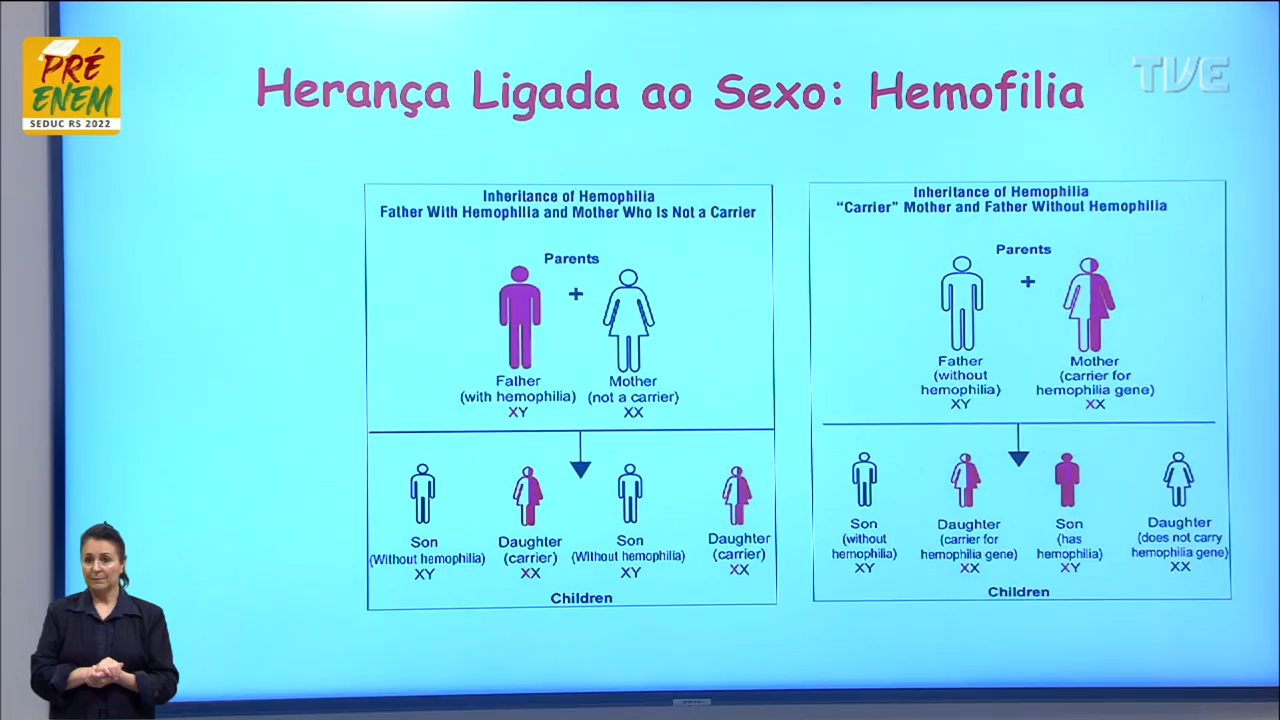 PRÉ
ENEM
SEDUC RS 2022
TVE
Herança Ligada ao Sexo: Hemofilia
Inheritance of Hemophilia
Father With Hemophilia and Mother Who Is Not a Carrier
Parents
+
Father
(with hemophilia)
XY
Mother
(not a carrier)
XX
Son
(Without hemophilia)
XY
Daughter
(carrier)
XX
Son
(Without hemophilia)
XY
Daughter
(carrier)
XX
Children
Inheritance of Hemophilia
“Carrier” Mother and Father Without Hemophilia
Parents
+
Father
(without
hemophilia)
XY
Mother
(carrier for
hemophilia gene)
XX
Son
(without
hemophilia)
XY
Daughter
(carrier for
hemophilia gene)
XX
Son
(has
hemophilia)
XY
Daughter
(does not carry
hemophilia gene)
XX
Children